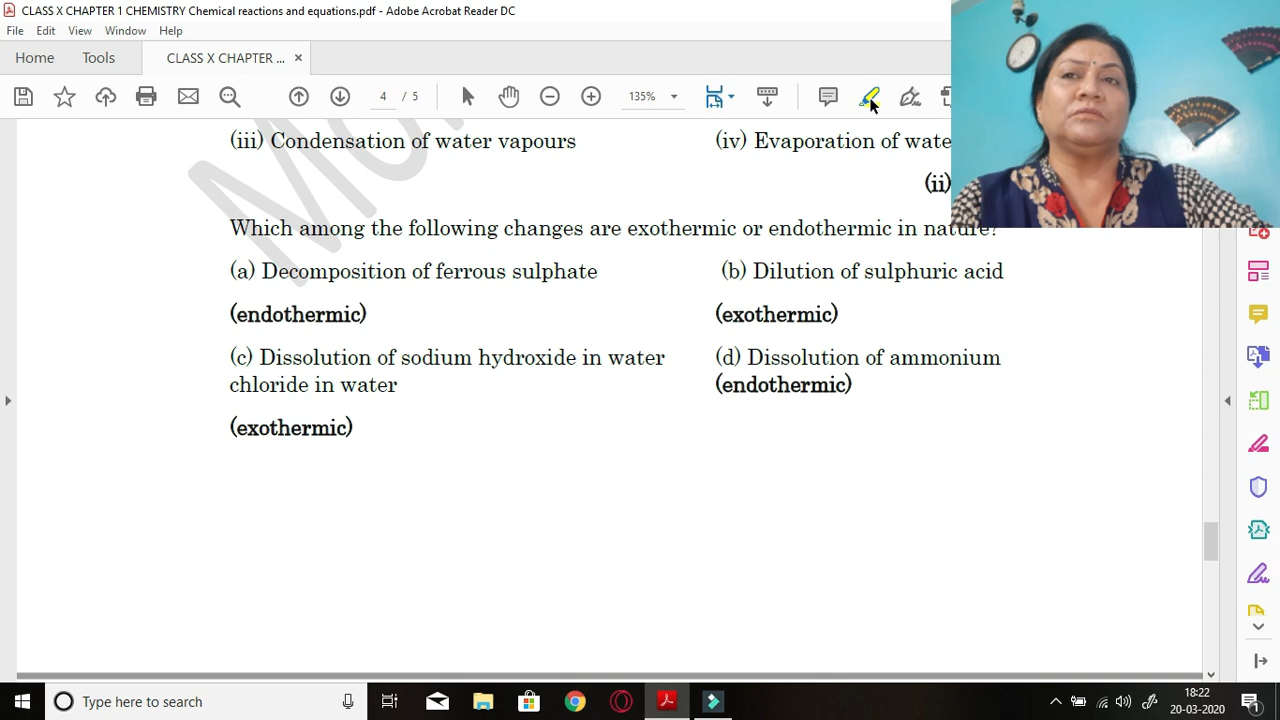 CLASS X CHAPTER 1 CHEMISTRY Chemical reactions and equations.pdf - Adobe Acrobat Reader DC
File Edit View Window Help
Home Tools CLASS X CHAPTER ... ×
4 / 5 135%
(iii) Condensation of water vapours (iv) Evaporation of wate
(ii)
Which among the following changes are exothermic or endothermic in nature?
(a) Decomposition of ferrous sulphate (b) Dilution of sulphuric acid
(endothermic) (exothermic)
(c) Dissolution of sodium hydroxide in water (d) Dissolution of ammonium
chloride in water (endothermic)
(exothermic)
Type here to search
18:22
20-03-2020
1